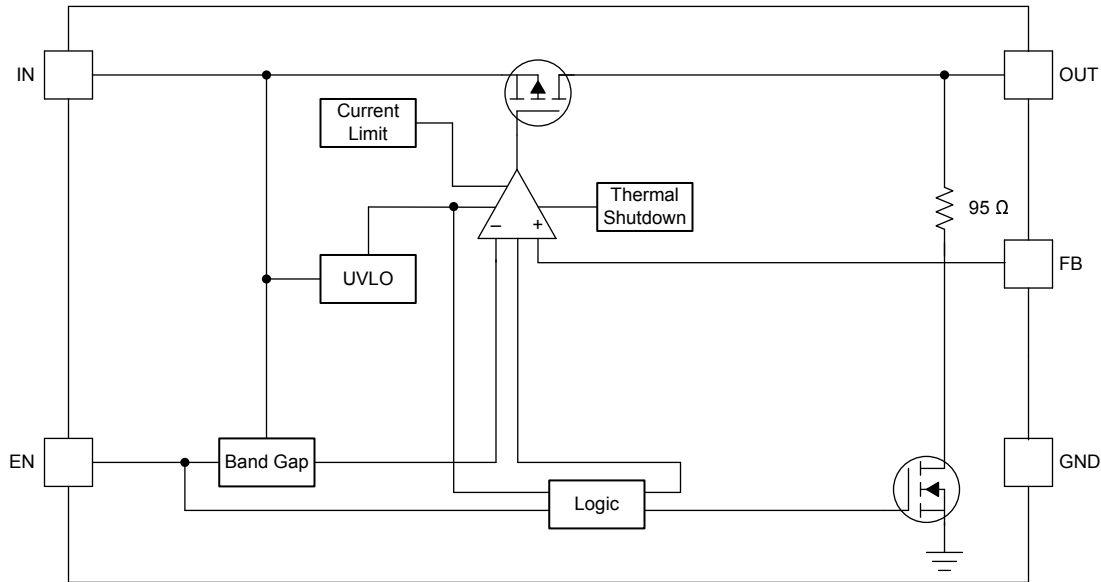 IN
OUT
Current
Limit
Thermal
Shutdown
−
+
95 Ω
UVLO
FB
EN
Band Gap
GND
Logic